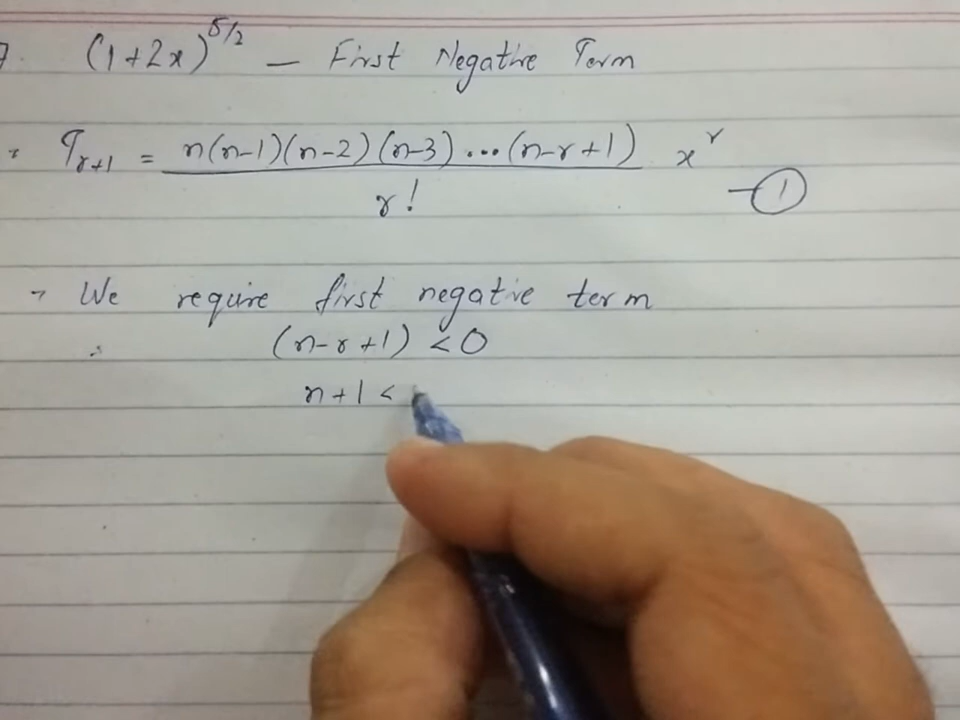 (1+2x)^5/2 — First Negative Term
T_r+1 = n(n-1)(n-2)(n-3)...(n-r+1) x^r
r! — 1
We require first negative term
∴ (n-r+1) < 0
n+1 <